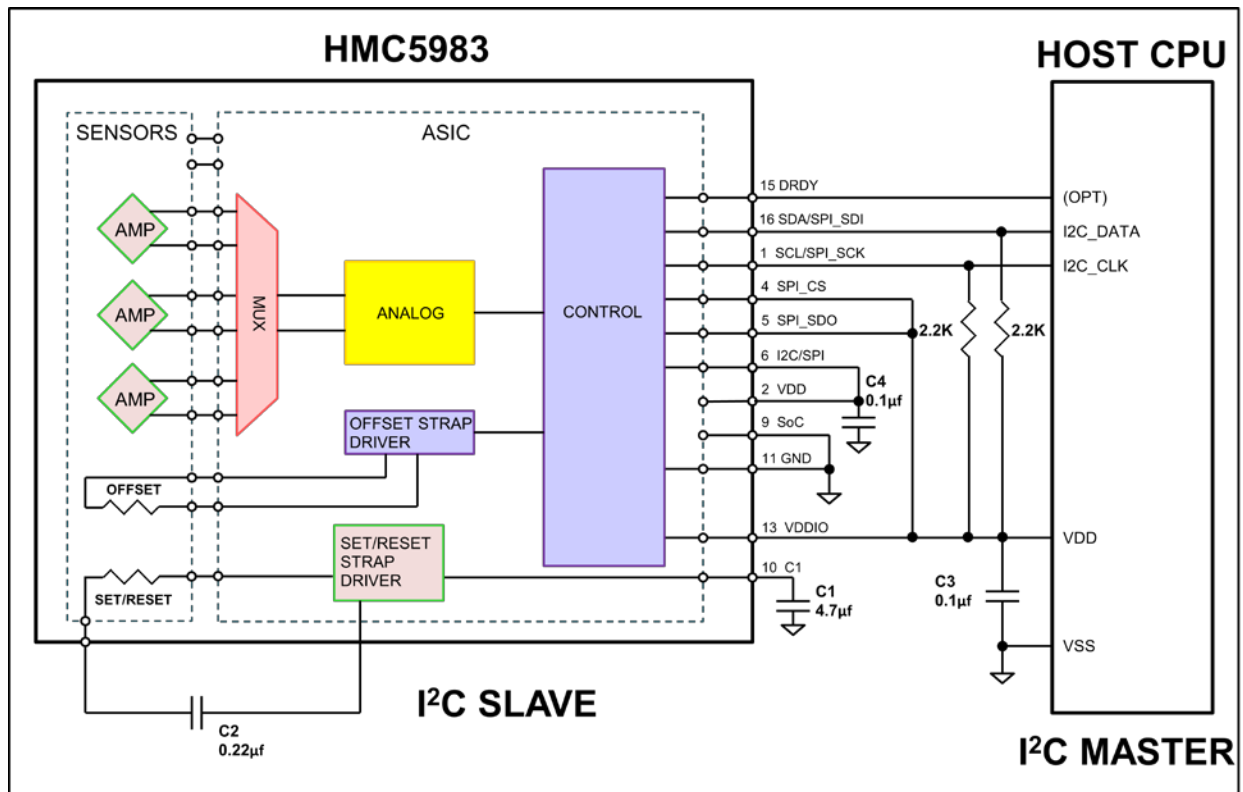 HMC5983
HOST CPU
SENSORS
ASIC
AMP
AMP
AMP
MUX
ANALOG
CONTROL
OFFSET STRAP
DRIVER
OFFSET
SET/RESET
STRAP
DRIVER
SET/RESET
15 DRDY
16 SDA/SPI_SDI
1 SCL/SPI_SCK
4 SPI_CS
5 SPI_SDO
6 I2C/SPI
2 VDD
9 SoC
11 GND
13 VDDIO
10 C1
C4
0.1µf
2.2K
2.2K
C1
4.7µf
C3
0.1µf
(OPT)
I2C_DATA
I2C_CLK
VDD
VSS
C2
0.22µf
I²C SLAVE
I²C MASTER